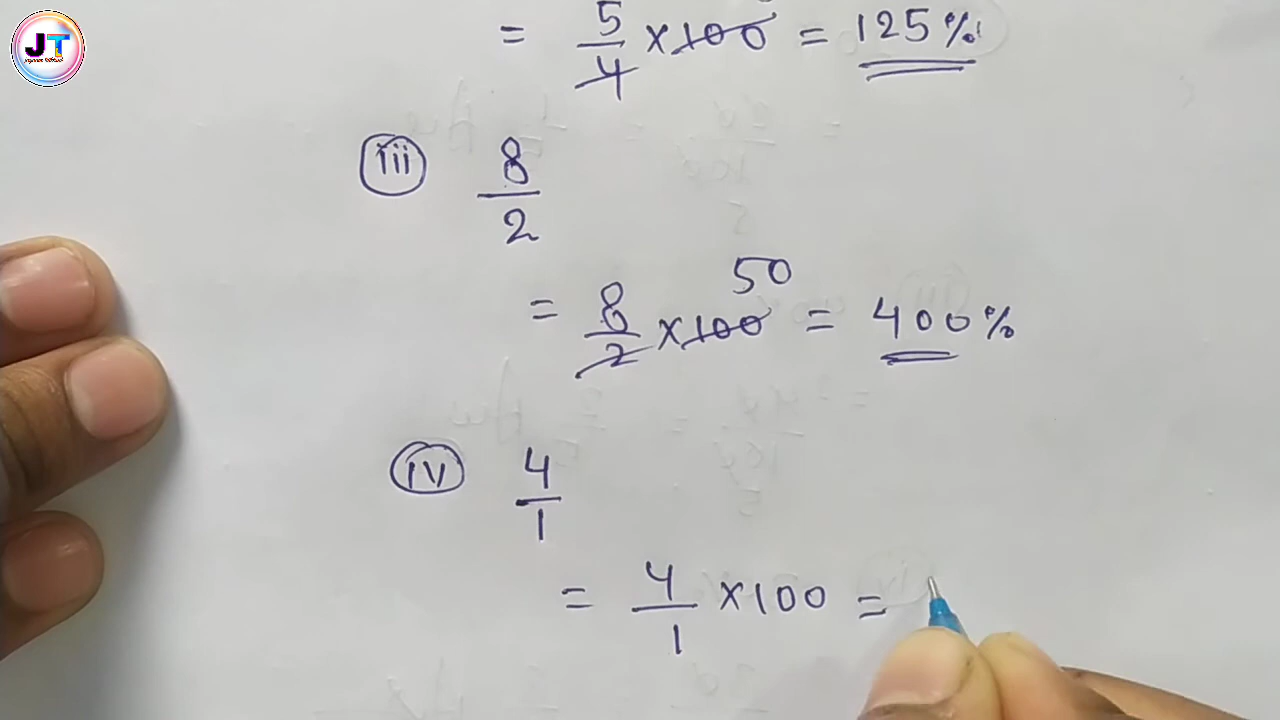 JT
= 5/4 × 100 = 125%
iii 8/2
50
= 8/2 × 100 = 400%
iv 4/1
= 4/1 × 100 =